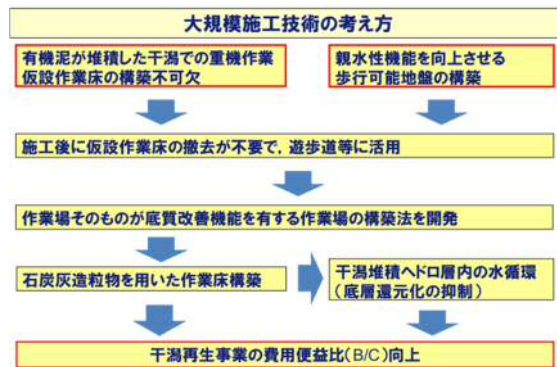 大規模施工技術の考え方
有機泥が堆積した干潟での重機作業
仮設作業床の構築不可欠
親水性機能を向上させる
歩行可能地盤の構築
施工後に仮設作業床の撤去が不要で，遊歩道等に活用
作業場そのものが底質改善機能を有する作業場の構築法を開発
石炭灰造粒物を用いた作業床構築
干潟堆積ヘドロ層内の水循環
（底層還元化の抑制）
干潟再生事業の費用便益比（B/C）向上